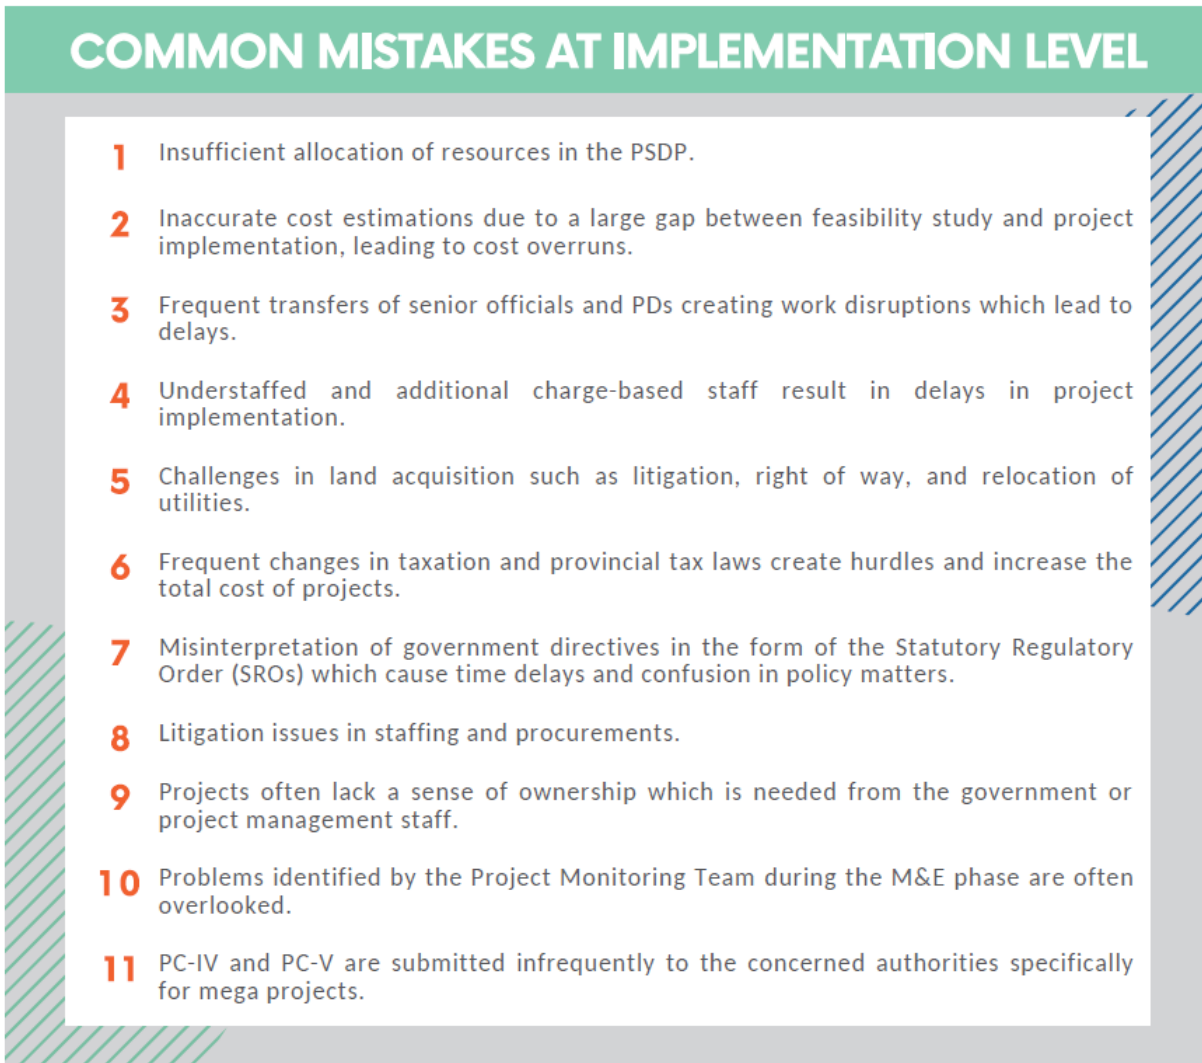 COMMON MISTAKES AT IMPLEMENTATION LEVEL
1 Insufficient allocation of resources in the PSDP.
2 Inaccurate cost estimations due to a large gap between feasibility study and project
implementation, leading to cost overruns.
3 Frequent transfers of senior officials and PDs creating work disruptions which lead to
delays.
4 Understaffed and additional charge-based staff result in delays in project
implementation.
5 Challenges in land acquisition such as litigation, right of way, and relocation of
utilities.
6 Frequent changes in taxation and provincial tax laws create hurdles and increase the
total cost of projects.
7 Misinterpretation of government directives in the form of the Statutory Regulatory
Order (SROs) which cause time delays and confusion in policy matters.
8 Litigation issues in staffing and procurements.
9 Projects often lack a sense of ownership which is needed from the government or
project management staff.
10 Problems identified by the Project Monitoring Team during the M&E phase are often
overlooked.
11 PC-IV and PC-V are submitted infrequently to the concerned authorities specifically
for mega projects.